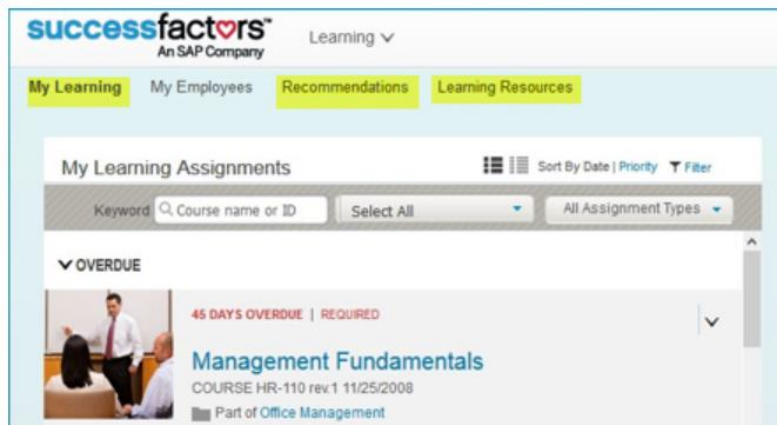 successfactors™ Learning
An SAP Company
My Learning My Employees Recommendations Learning Resources
My Learning Assignments Sort By Date | Priority Filter
Keyword Course name or ID Select All All Assignment Types
OVERDUE
45 DAYS OVERDUE | REQUIRED
Management Fundamentals
COURSE HR-110 rev.1 11/25/2008
Part of Office Management